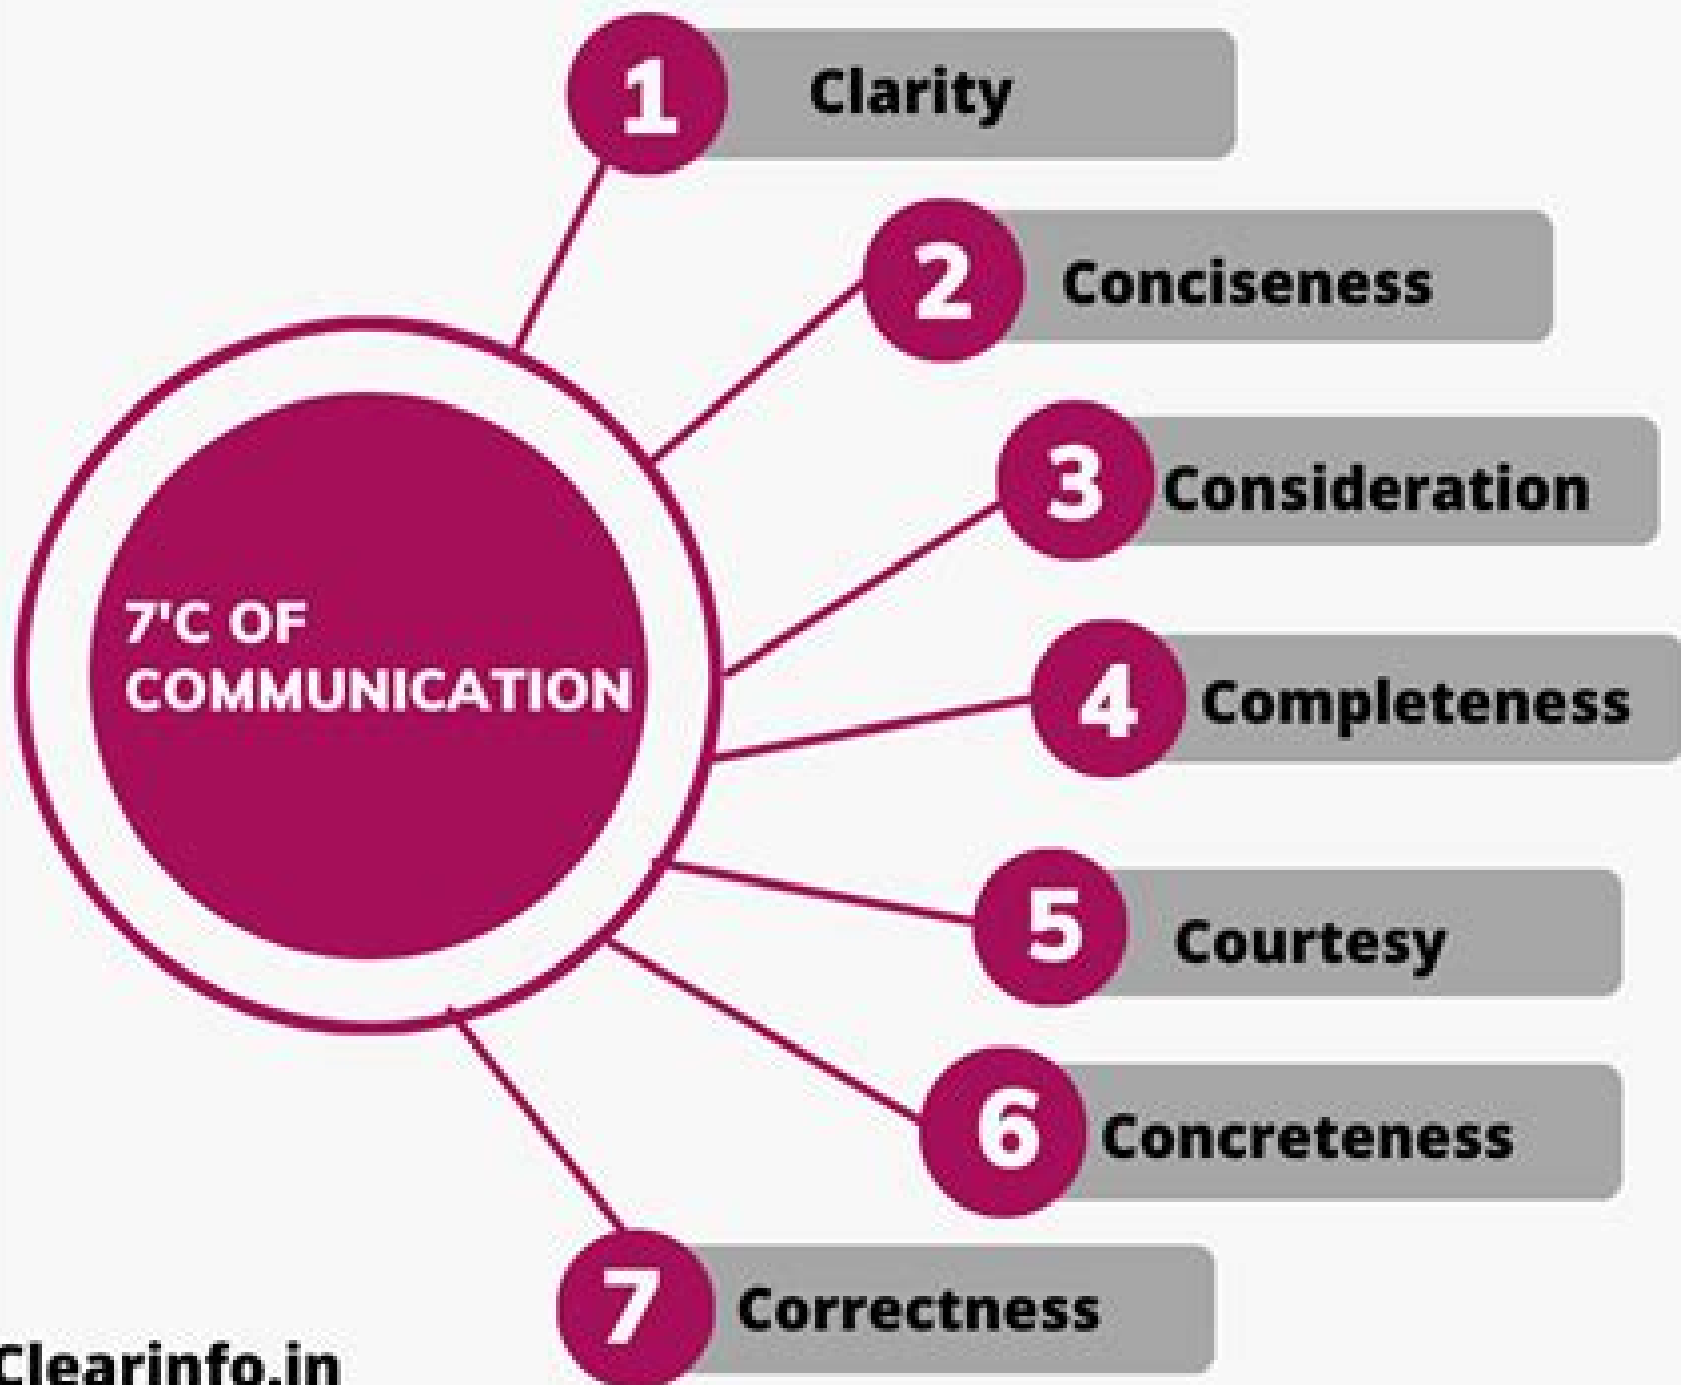 1 Clarity
2 Conciseness
3 Consideration
7'C OF
COMMUNICATION
4 Completeness
5 Courtesy
6 Concreteness
7 Correctness
Clearinfo.in